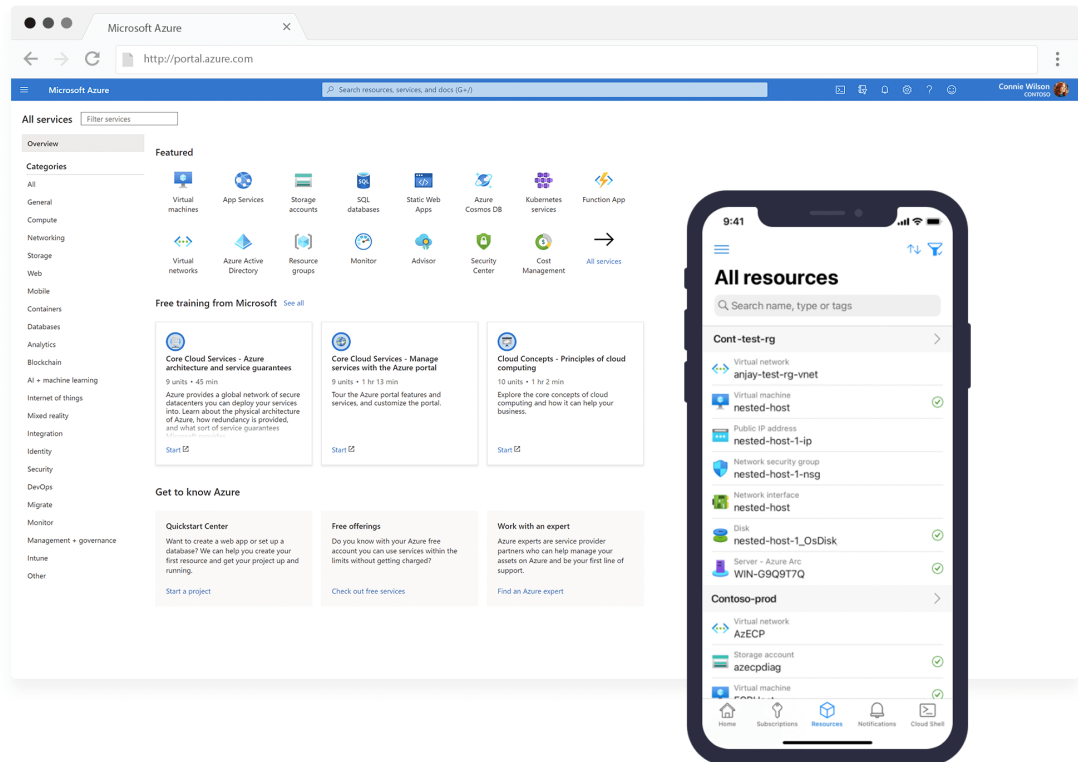 Microsoft Azure
http://portal.azure.com
Microsoft Azure
Search resources, services, and docs (G+/)
Connie Wilson
CONTOSO
All services
Filter services
Overview
Categories
All
General
Compute
Networking
Storage
Web
Mobile
Containers
Databases
Analytics
Blockchain
AI + machine learning
Internet of things
Mixed reality
Integration
Identity
Security
DevOps
Migrate
Monitor
Management + governance
Intune
Other
Featured
Virtual
machines
App Services
Storage
accounts
SQL
SQL
databases
Static Web
Apps
Azure
Cosmos DB
Kubernetes
services
Function App
Virtual
networks
Azure Active
Directory
Resource
groups
Monitor
Advisor
Security
Center
Cost
Management
All services
Free training from Microsoft See all
Core Cloud Services - Azure
architecture and service guarantees
9 units • 45 min
Azure provides a global network of secure
datacenters you can deploy your services
into. Learn about the physical architecture
of Azure, how redundancy is provided,
and what sort of service guarantees
Microsoft provides
Start
Core Cloud Services - Manage
services with the Azure portal
9 units • 1 hr 13 min
Tour the Azure portal features and
services, and customize the portal.
Start
Cloud Concepts - Principles of cloud
computing
10 units • 1 hr 2 min
Explore the core concepts of cloud
computing and how it can help your
business.
Start
Get to know Azure
Quickstart Center
Want to create a web app or set up a
database? We can help you create your
first resource and get your project up and
running.
Start a project
Free offerings
Do you know with your Azure free
account you can use services within the
limits without getting charged?
Check out free services
Work with an expert
Azure experts are service provider
partners who can help manage your
assets on Azure and be your first line of
support.
Find an Azure expert
9:41
All resources
Search name, type or tags
Cont-test-rg
Virtual network
anjay-test-rg-vnet
Virtual machine
nested-host
Public IP address
nested-host-1-ip
Network security group
nested-host-1-nsg
Network interface
nested-host
Disk
nested-host-1_OsDisk
Server - Azure Arc
WIN-G9Q9T7Q
Contoso-prod
Virtual network
AzECP
Storage account
azecpdiag
Virtual machine
Home
Subscriptions
Resources
Notifications
Cloud Shell